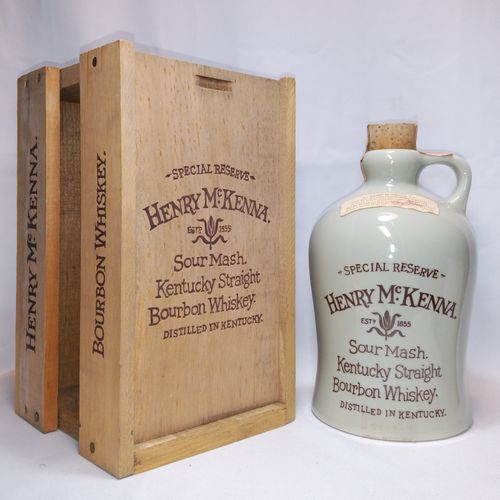 HENRY McKENNA.
BOURBON WHISKEY.
-SPECIAL RESERVE-
HENRY McKENNA.
ESTD 1855
Sour Mash.
Kentucky Straight
Bourbon Whiskey.
DISTILLED IN KENTUCKY.
-SPECIAL RESERVE-
HENRY McKENNA.
ESTD 1855
Sour Mash.
Kentucky Straight
Bourbon Whiskey.
DISTILLED IN KENTUCKY.